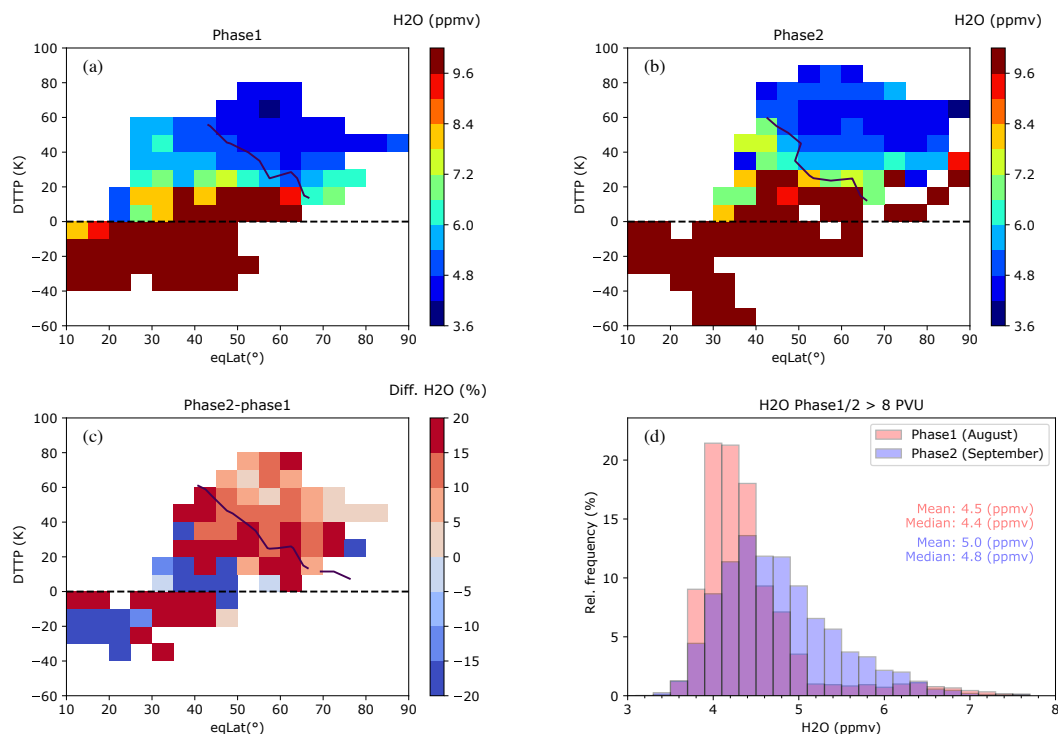 H2O (ppmv)
Phase1
(a)
100
80
60
40
20
0
−20
−40
−60
DTTP (K)
10 20 30 40 50 60 70 80 90
eqLat(°)
9.6
8.4
7.2
6.0
4.8
3.6
H2O (ppmv)
Phase2
(b)
100
80
60
40
20
0
−20
−40
−60
DTTP (K)
10 20 30 40 50 60 70 80 90
eqLat(°)
9.6
8.4
7.2
6.0
4.8
3.6
Diff. H2O (%)
Phase2-phase1
(c)
100
80
60
40
20
0
−20
−40
−60
DTTP (K)
10 20 30 40 50 60 70 80 90
eqLat(°)
20
15
10
5
0
−5
−10
−15
−20
H2O Phase1/2 > 8 PVU
(d)
Phase1 (August)
Phase2 (September)
Mean: 4.5 (ppmv)
Median: 4.4 (ppmv)
Mean: 5.0 (ppmv)
Median: 4.8 (ppmv)
20
15
10
5
0
Rel. frequency (%)
3 4 5 6 7 8
H2O (ppmv)